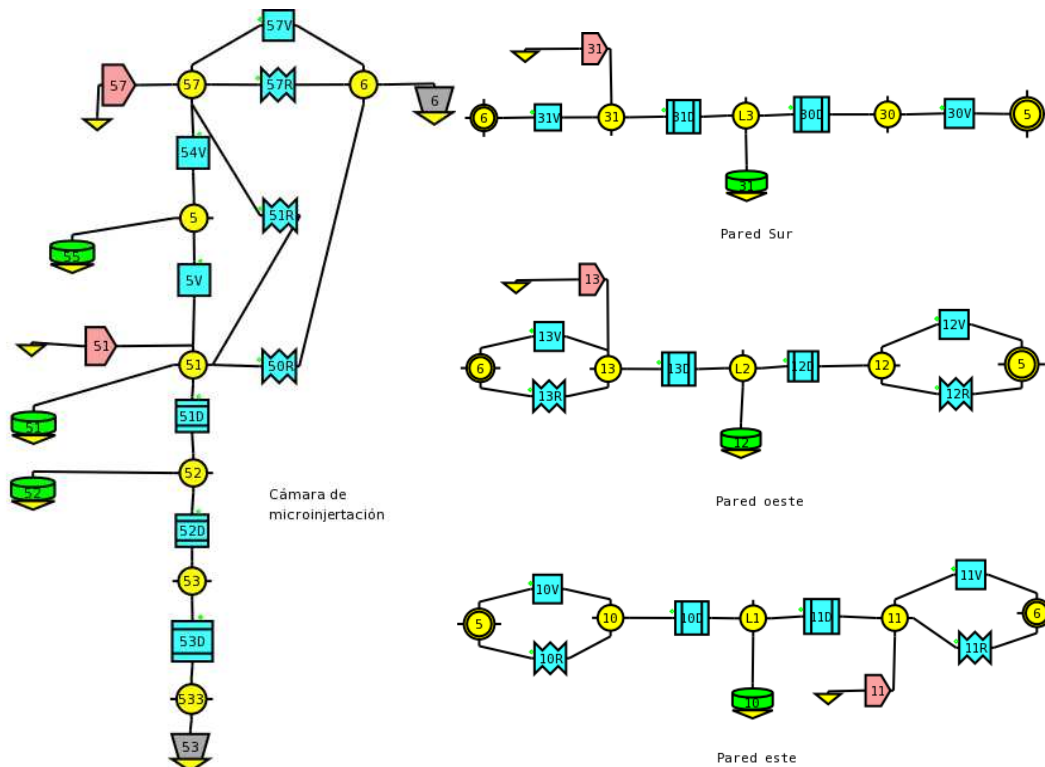 57V
57
57
57R
6
6
54V
5
51R
55
5V
51
51
50R
51
51D
52
52
52D
53
53D
533
53
Cámara de
microinjertación
31
6
31V
31
31D
L3
30D
30
30V
5
31
Pared Sur
13
13V
12V
6
13
13D
L2
12D
12
5
13R
12R
12
Pared oeste
10V
11V
5
10
10D
L1
11D
11
6
10R
11R
10
11
Pared este